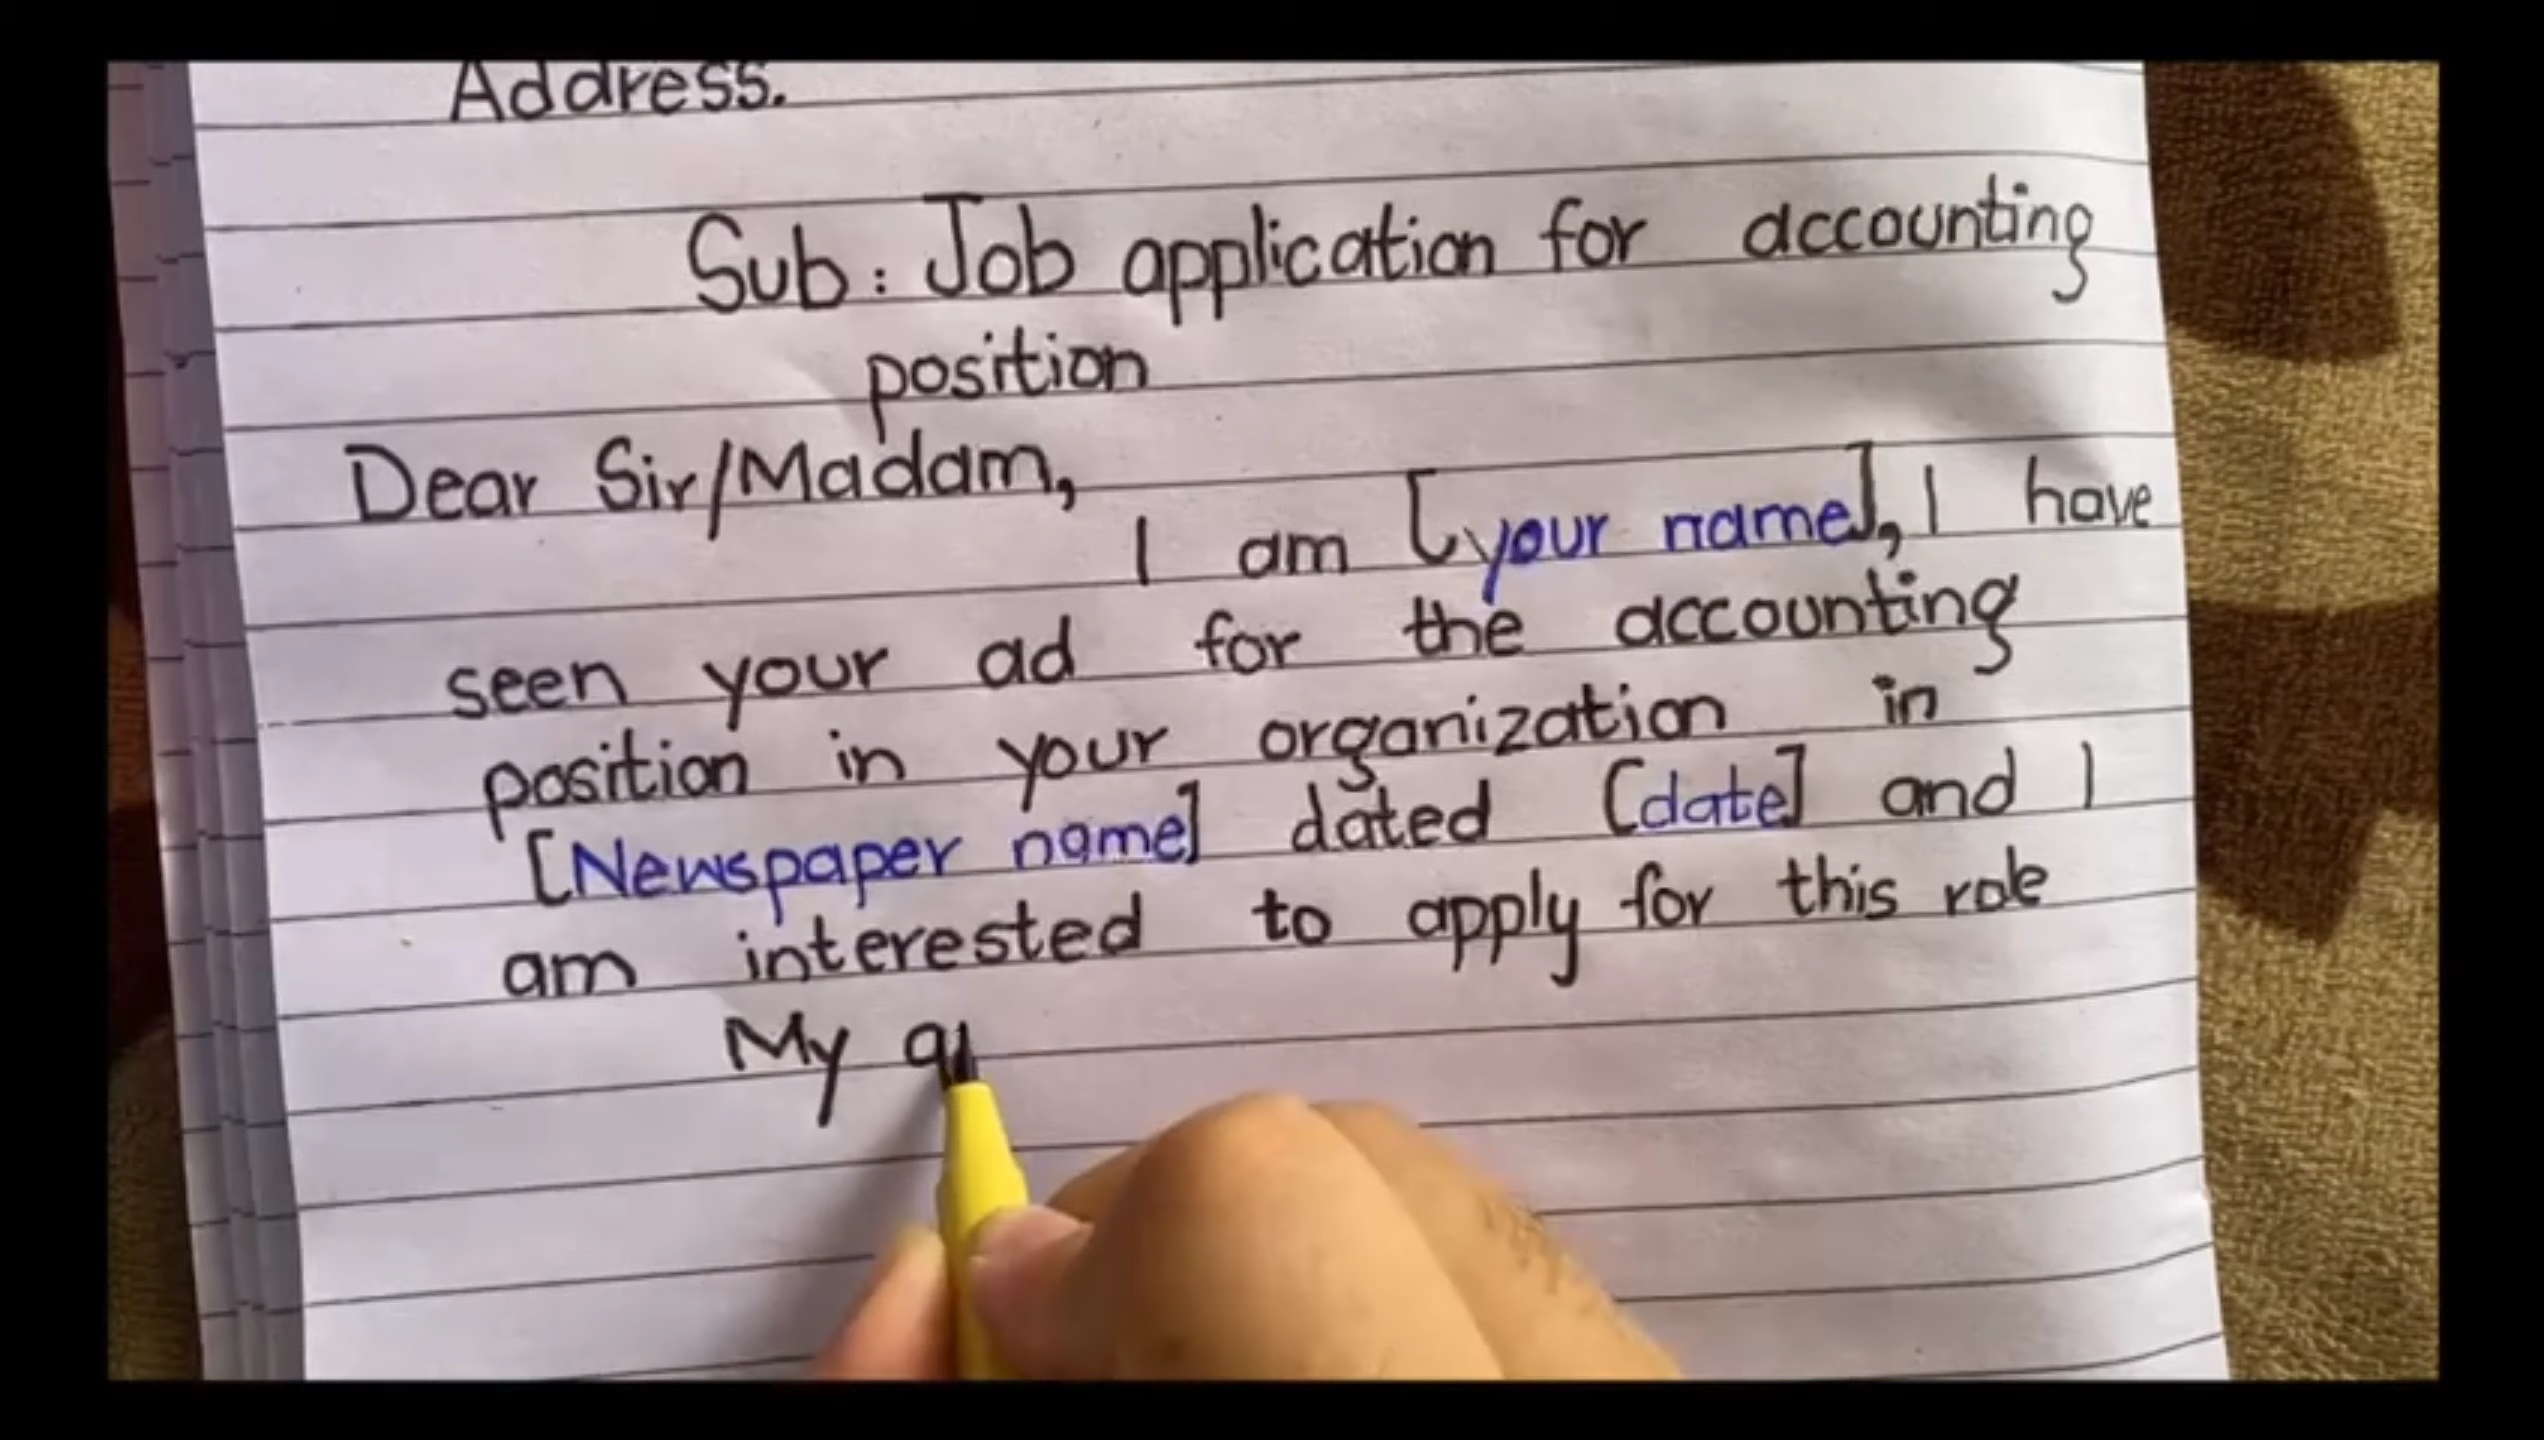 Address.
Sub: Job application for accounting
position
Dear Sir/Madam,
I am [your name], I have
seen your ad for the accounting
position in your organization in
[Newspaper name] dated [date] and I
am interested to apply for this role
My